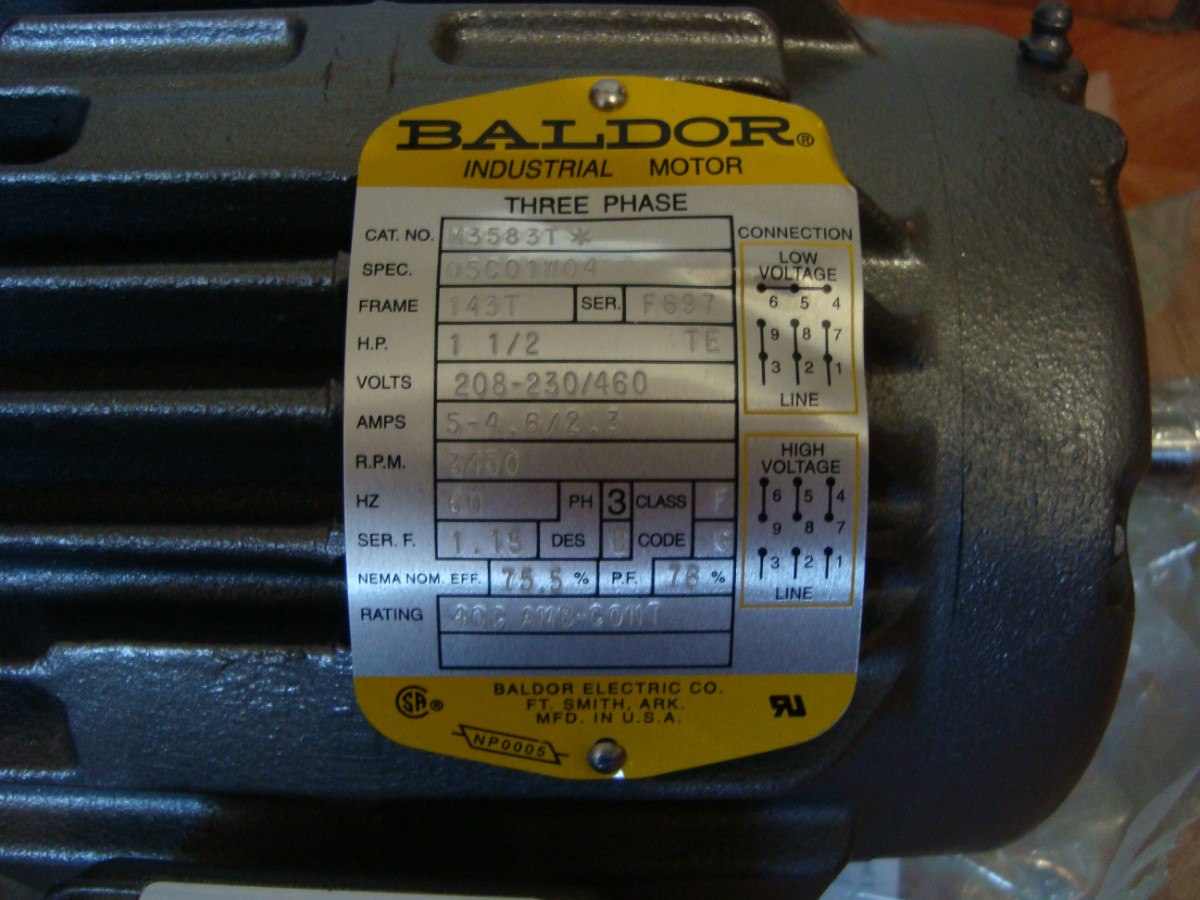 BALDOR®
INDUSTRIAL MOTOR
THREE PHASE
CAT. NO. M3583T *
SPEC. 05C01W04
FRAME 143T SER. F697
H.P. 1 1/2 TE
VOLTS 208-230/460
AMPS 5-4.6/2.3
R.P.M. 3450
HZ 60 PH 3 CLASS F
SER. F. 1.15 DES CODE
NEMA NOM. EFF. 75.5 % P.F. 76 %
RATING 40C AMB-CONT
CONNECTION
LOW
VOLTAGE
6 5 4
9 8 7
3 2 1
LINE
HIGH
VOLTAGE
6 5 4
9 8 7
3 2 1
LINE
SA®
BALDOR ELECTRIC CO.
FT. SMITH, ARK.
MFD. IN U.S.A.
NP0005